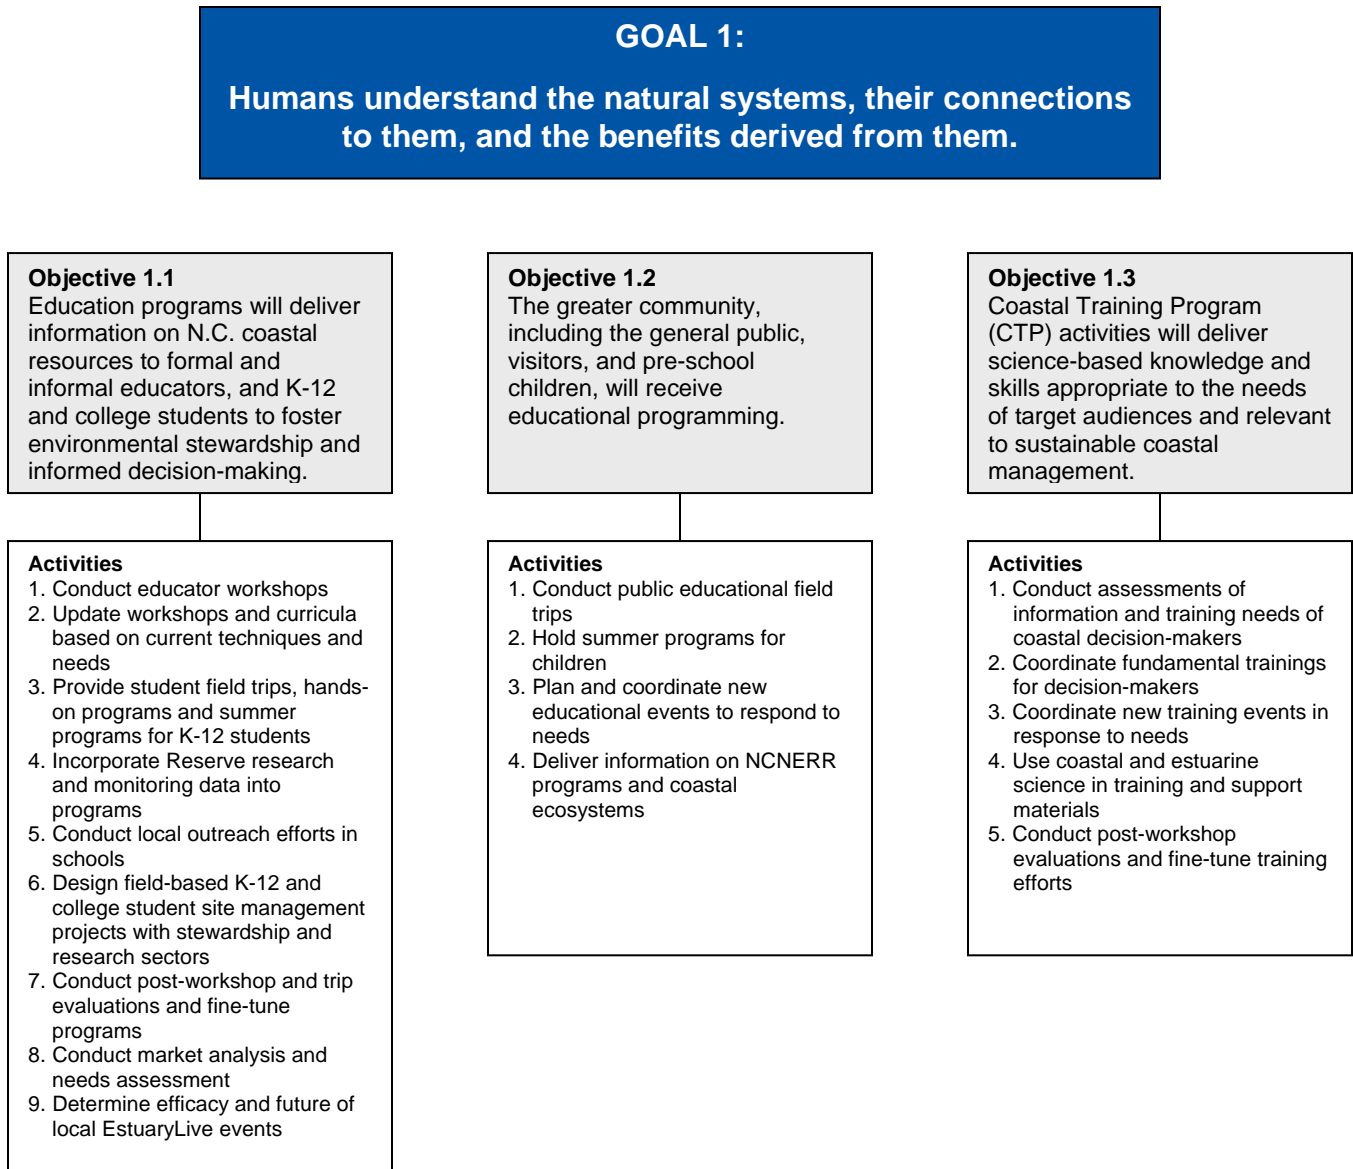 GOAL 1:
Humans understand the natural systems, their connections
to them, and the benefits derived from them.
Objective 1.1
Education programs will deliver
information on N.C. coastal
resources to formal and
informal educators, and K-12
and college students to foster
environmental stewardship and
informed decision-making.
Activities
1. Conduct educator workshops
2. Update workshops and curricula
based on current techniques and
needs
3. Provide student field trips, hands-
on programs and summer
programs for K-12 students
4. Incorporate Reserve research
and monitoring data into
programs
5. Conduct local outreach efforts in
schools
6. Design field-based K-12 and
college student site management
projects with stewardship and
research sectors
7. Conduct post-workshop and trip
evaluations and fine-tune
programs
8. Conduct market analysis and
needs assessment
9. Determine efficacy and future of
local EstuaryLive events
Objective 1.2
The greater community,
including the general public,
visitors, and pre-school
children, will receive
educational programming.
Activities
1. Conduct public educational field
trips
2. Hold summer programs for
children
3. Plan and coordinate new
educational events to respond to
needs
4. Deliver information on NCNERR
programs and coastal
ecosystems
Objective 1.3
Coastal Training Program
(CTP) activities will deliver
science-based knowledge and
skills appropriate to the needs
of target audiences and relevant
to sustainable coastal
management.
Activities
1. Conduct assessments of
information and training needs of
coastal decision-makers
2. Coordinate fundamental trainings
for decision-makers
3. Coordinate new training events in
response to needs
4. Use coastal and estuarine
science in training and support
materials
5. Conduct post-workshop
evaluations and fine-tune training
efforts